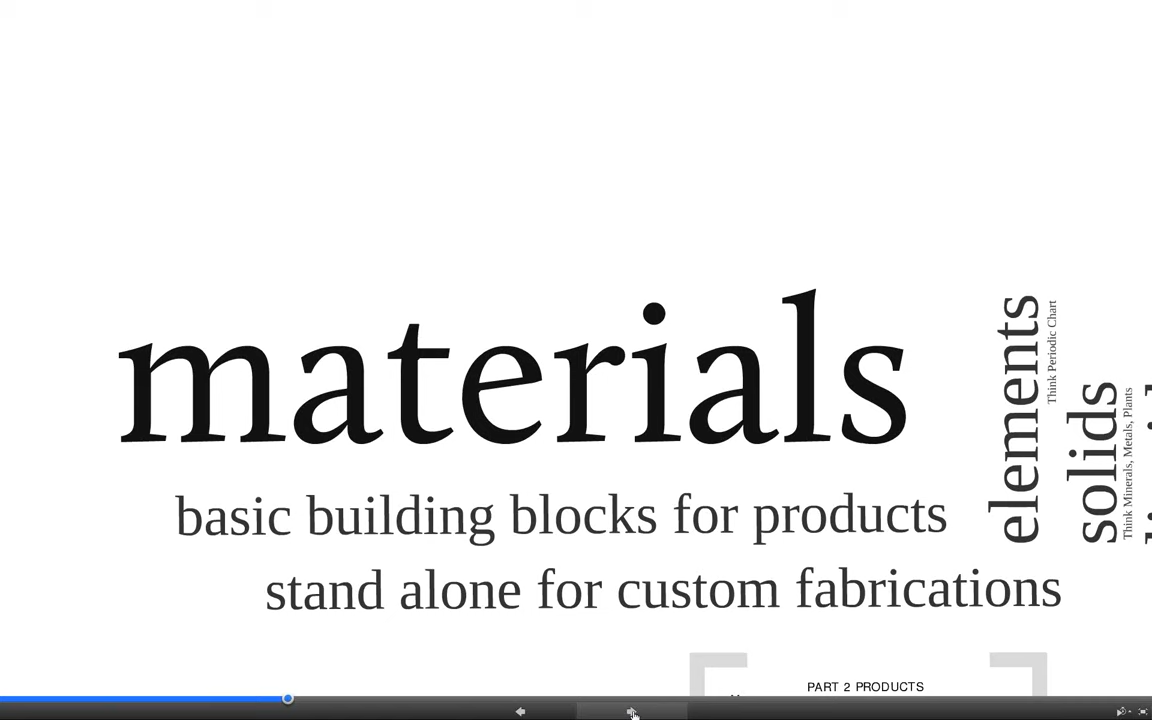 materials
basic building blocks for products
stand alone for custom fabrications
elements
Think Periodic Chart
solids
Think Minerals, Metals, Plants
PART 2 PRODUCTS